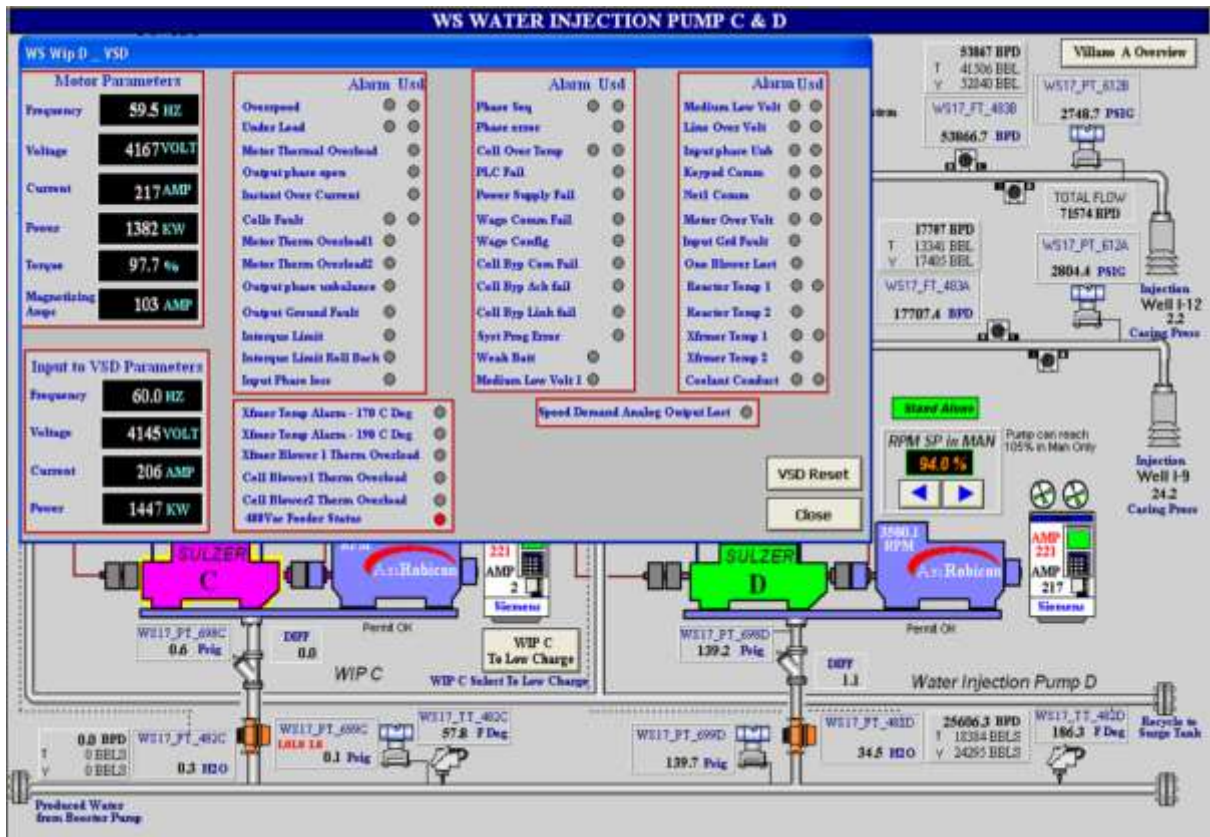 WS WATER INJECTION PUMP C & D
WS Wip D _ VSD
Motor Parameters
Frequency 59.5 HZ
Voltage 4167 VOLT
Current 217 AMP
Power 1382 KW
Torque 97.7 %
Magnetizing Amps 103 AMP
Input to VSD Parameters
Frequency 60.0 HZ
Voltage 4145 VOLT
Current 206 AMP
Power 1447 KW
Alarm Usd
Overspeed
Under Load
Motor Thermal Overload
Output phase open
Instant Over Current
Cells Fault
Motor Therm Overload1
Motor Therm Overload2
Output phase unbalance
Output Ground Fault
Intorque Limit
Intorque Limit Roll Back
Input Phase loss
Xfmer Temp Alarm - 170 C Deg
Xfmer Temp Alarm - 190 C Deg
Xfmer Blower 1 Therm Overload
Cell Blower1 Therm Overload
Cell Blower2 Therm Overload
480Vac Feeder Status
Alarm Usd
Phase Seq
Phase error
Cell Over Temp
PLC Fail
Power Supply Fail
Wago Comm Fail
Wago Config
Cell Byp Com Fail
Cell Byp Ack fail
Cell Byp Link fail
Syst Prog Error
Weak Batt
Medium Low Volt 1
Speed Demand Analog Output Lost
Alarm Usd
Medium Low Volt
Line Over Volt
Input phase Unb
Keypad Comm
Net1 Comm
Motor Over Volt
Input Grd Fault
One Blower Lost
Reactor Temp 1
Reactor Temp 2
Xfrmer Temp 1
Xfrmer Temp 2
Coolant Conduct
VSD Reset
Close
53867 BPD
T 41506 BBL
Y 52840 BBL
WS17_FT_483B
53866.7 BPD
Villano A Overview
WS17_PT_612B
2748.7 PSIG
TOTAL FLOW
71574 BPD
17707 BPD
T 13341 BBL
Y 17405 BBL
WS17_FT_483A
17707.4 BPD
WS17_PT_612A
2804.4 PSIG
Injection
Well I-12
2.2
Casing Press
Stand Alone
RPM SP in MAN
94.0 %
Pump can reach
105% in Man Only
Injection
Well I-9
24.2
Casing Press
SULZER
C
RPM
Asi Robicon
221
AMP
2
Siemens
Permit OK
SULZER
D
3560.1
RPM
Asi Robicon
AMP
221
AMP
217
Siemens
Permit OK
WS17_PT_698C
0.6 Psig
DIFF
0.0
WIP C
WIP C
To Low Charge
WIP C Select To Low Charge
WS17_PT_698D
139.2 Psig
DIFF
1.1
Water Injection Pump D
0.0 BPD
T 0 BBLS
Y 0 BBLS
WS17_FT_482C
0.3 H2O
WS17_PT_699C
0.1 Psig
WS17_TT_482C
57.8 F Deg
WS17_PT_699D
139.7 Psig
WS17_FT_482D
34.5 H2O
25606.3 BPD
T 18384 BBLS
Y 24295 BBLS
WS17_TT_482D
186.3 F Deg
Recycle to
Surge Tank
Produced Water
from Booster Pump